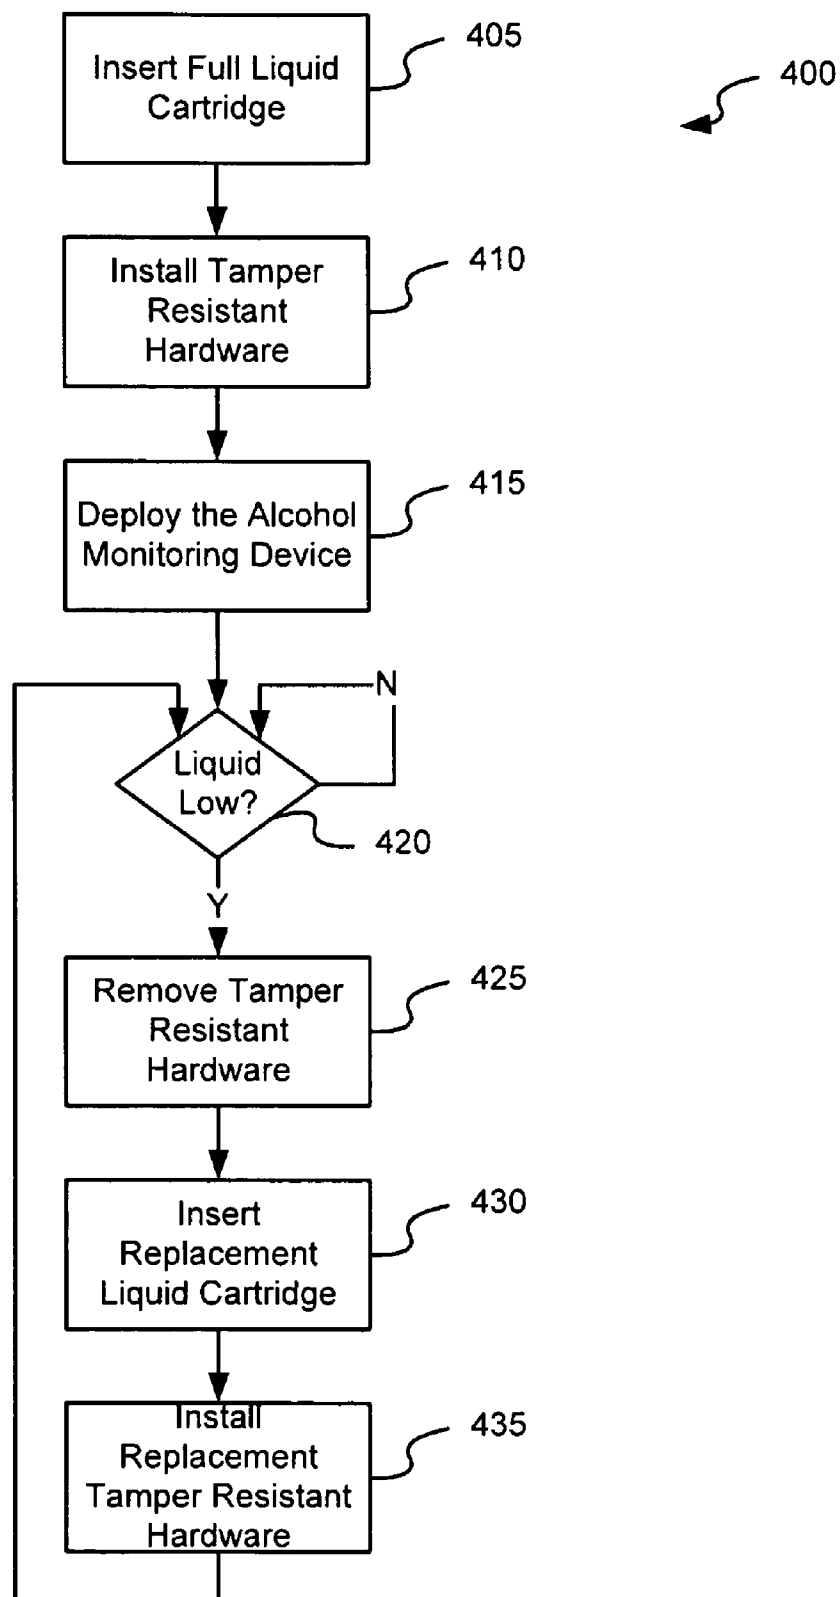 Insert Full Liquid
Cartridge
405
400
Install Tamper
Resistant
Hardware
410
Deploy the Alcohol
Monitoring Device
415
N
Liquid
Low?
420
Y
Remove Tamper
Resistant
Hardware
425
Insert
Replacement
Liquid Cartridge
430
Install
Replacement
Tamper Resistant
Hardware
435